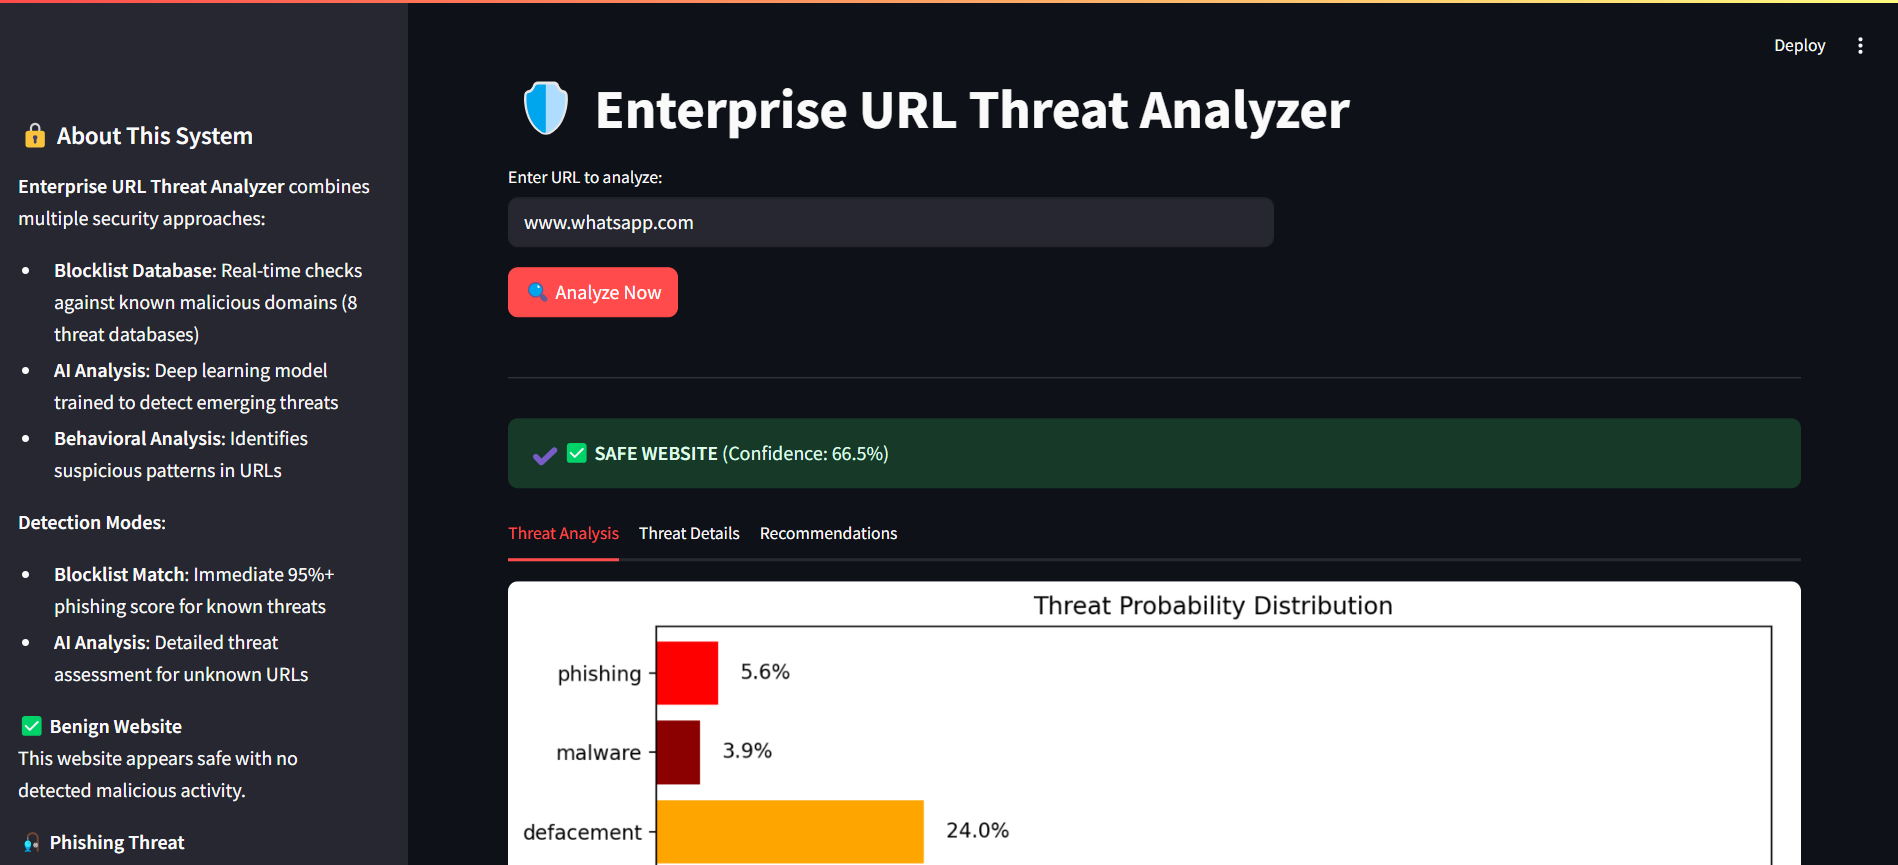 Deploy
About This System
Enterprise URL Threat Analyzer combines
multiple security approaches:
Blocklist Database: Real-time checks
against known malicious domains (8
threat databases)
AI Analysis: Deep learning model
trained to detect emerging threats
Behavioral Analysis: Identifies
suspicious patterns in URLs
Detection Modes:
Blocklist Match: Immediate 95%+
phishing score for known threats
AI Analysis: Detailed threat
assessment for unknown URLs
Benign Website
This website appears safe with no
detected malicious activity.
Phishing Threat
Enterprise URL Threat Analyzer
Enter URL to analyze:
www.whatsapp.com
Analyze Now
SAFE WEBSITE (Confidence: 66.5%)
Threat Analysis Threat Details Recommendations
Threat Probability Distribution
phishing 5.6%
malware 3.9%
defacement 24.0%